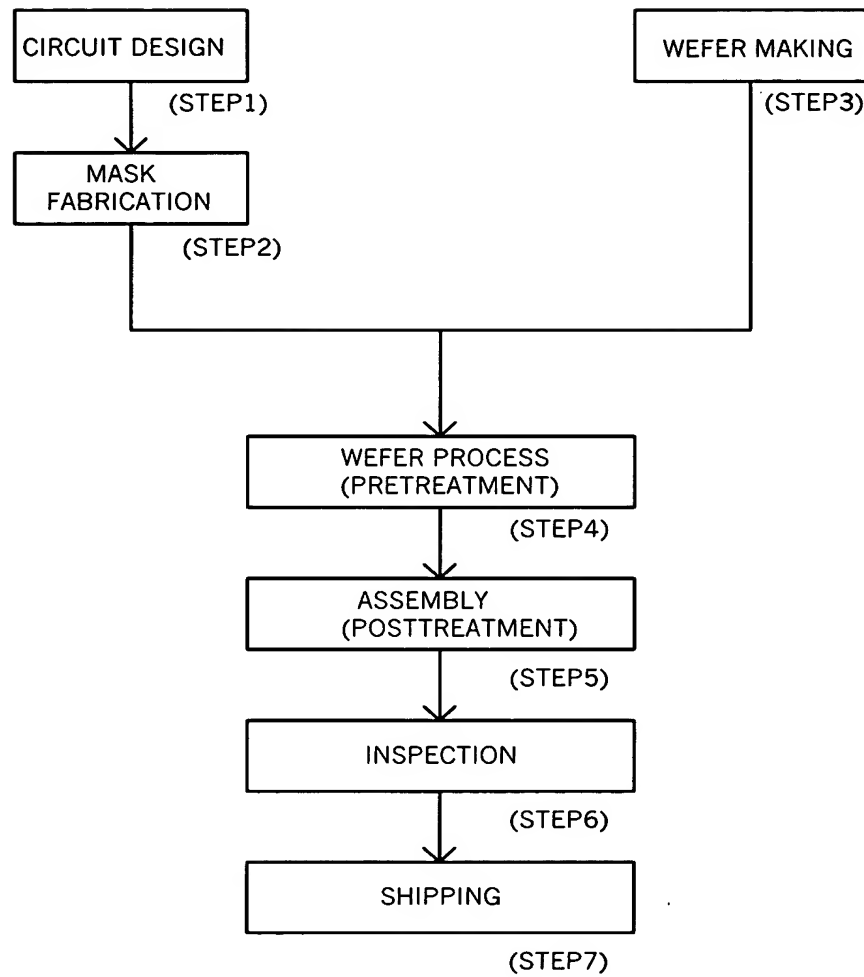 CIRCUIT DESIGN
(STEP1)
MASK
FABRICATION
(STEP2)
WEFER MAKING
(STEP3)
WEFER PROCESS
(PRETREATMENT)
(STEP4)
ASSEMBLY
(POSTTREATMENT)
(STEP5)
INSPECTION
(STEP6)
SHIPPING
(STEP7)